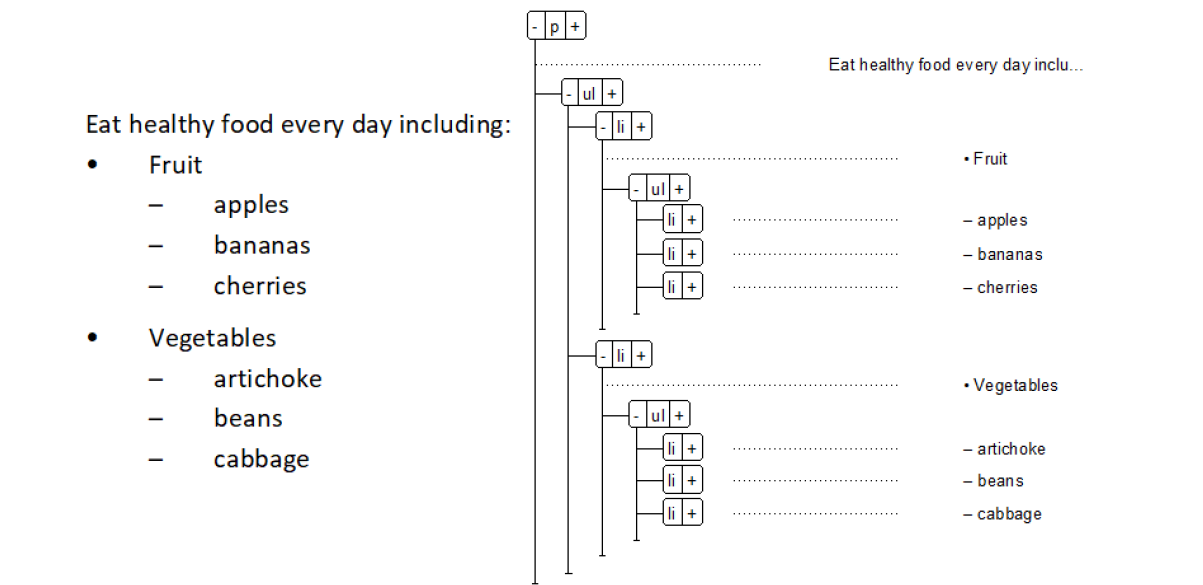 Eat healthy food every day including:
• Fruit
– apples
– bananas
– cherries
• Vegetables
– artichoke
– beans
– cabbage
- p +
Eat healthy food every day inclu...
- ul +
- li +
• Fruit
- ul +
li + – apples
li + – bananas
li + – cherries
- li +
• Vegetables
- ul +
li + – artichoke
li + – beans
li + – cabbage